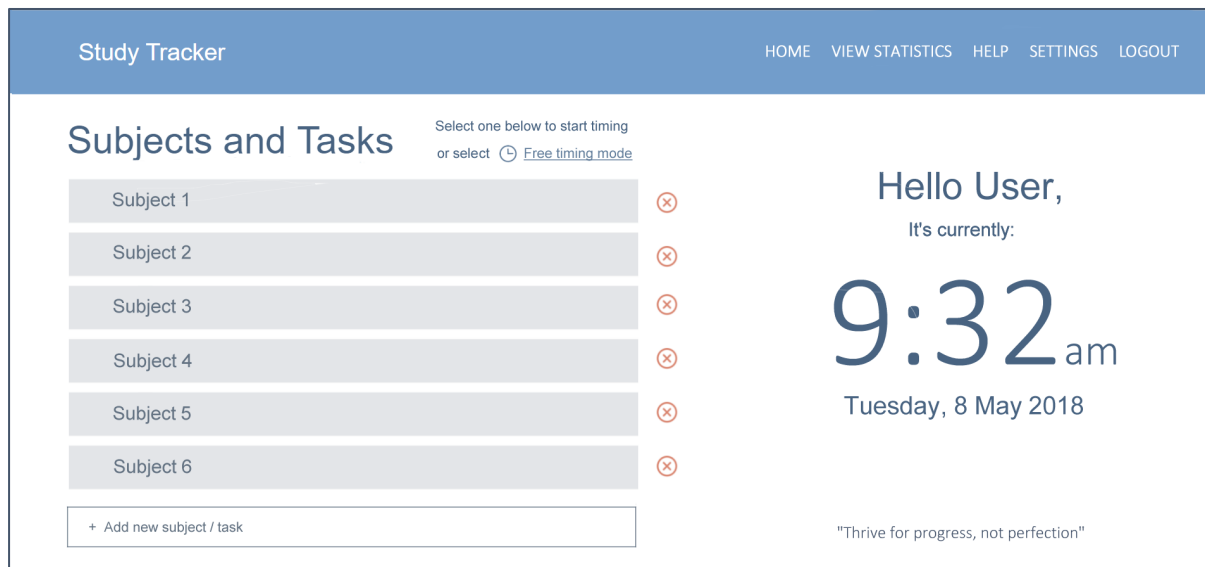 Study Tracker
HOME VIEW STATISTICS HELP SETTINGS LOGOUT
Subjects and Tasks
Select one below to start timing
or select Free timing mode
Subject 1
Subject 2
Subject 3
Subject 4
Subject 5
Subject 6
+ Add new subject / task
Hello User,
It's currently:
9:32am
Tuesday, 8 May 2018
"Thrive for progress, not perfection"